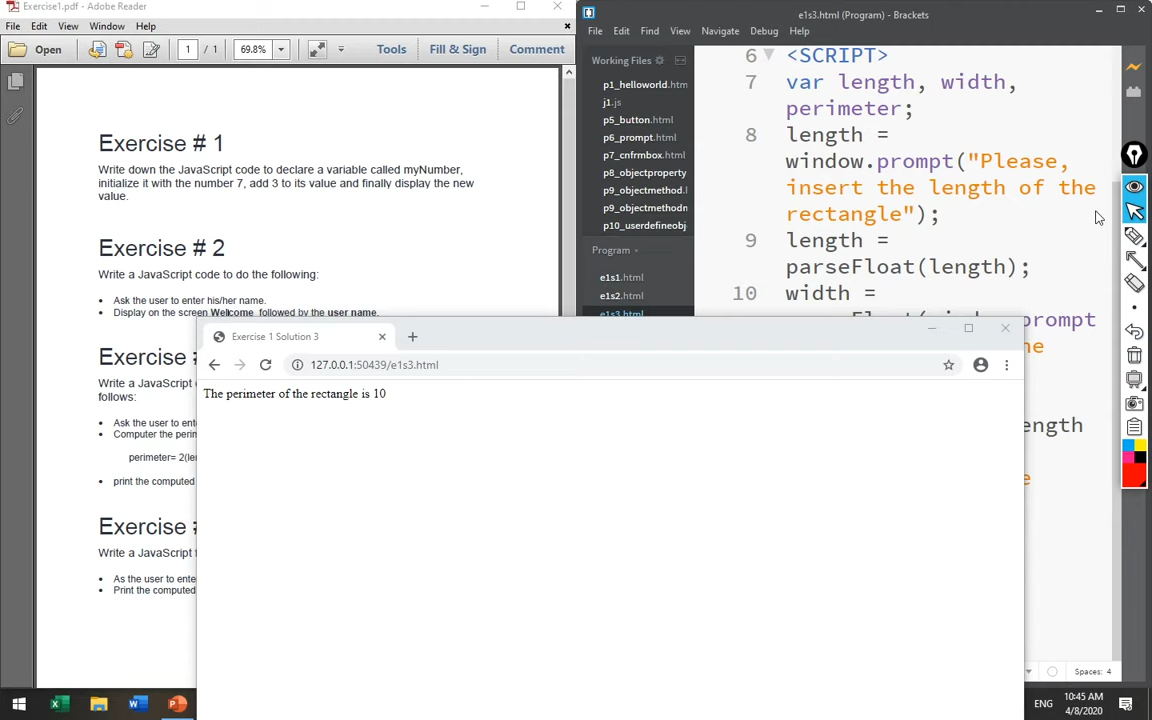 Exercise1.pdf - Adobe Reader
File Edit View Window Help
Open 1 / 1 69.8% Tools Fill & Sign Comment
Exercise # 1
Write down the JavaScript code to declare a variable called myNumber,
initialize it with the number 7, add 3 to its value and finally display the new
value.
Exercise # 2
Write a JavaScript code to do the following:
• Ask the user to enter his/her name.
• Display on the screen Welcome followed by the user name.
Exercise #
Write a JavaScript
follows:
• Ask the user to
• Computer the
perimeter= 2(
• print the computed
Exercise #
Write a JavaScript
• As the user to
• Print the computed
e1s3.html (Program) - Brackets
File Edit Find View Navigate Debug Help
Working Files
p1_helloworld.htm
j1.js
p5_button.html
p6_prompt.html
p7_cnfrmbox.html
p8_objectproperty
p9_objectmethod.
p9_objectmethodn
p10_userdefineobj
Program
e1s1.html
e1s2.html
e1s3.html
6 <SCRIPT>
7 var length, width,
perimeter;
8 length =
window.prompt("Please,
insert the length of the
rectangle");
9 length =
parseFloat(length);
10 width =
prompt
Spaces: 4
Exercise 1 Solution 3
127.0.0.1:50439/e1s3.html
The perimeter of the rectangle is 10
ENG 10:45 AM
4/8/2020